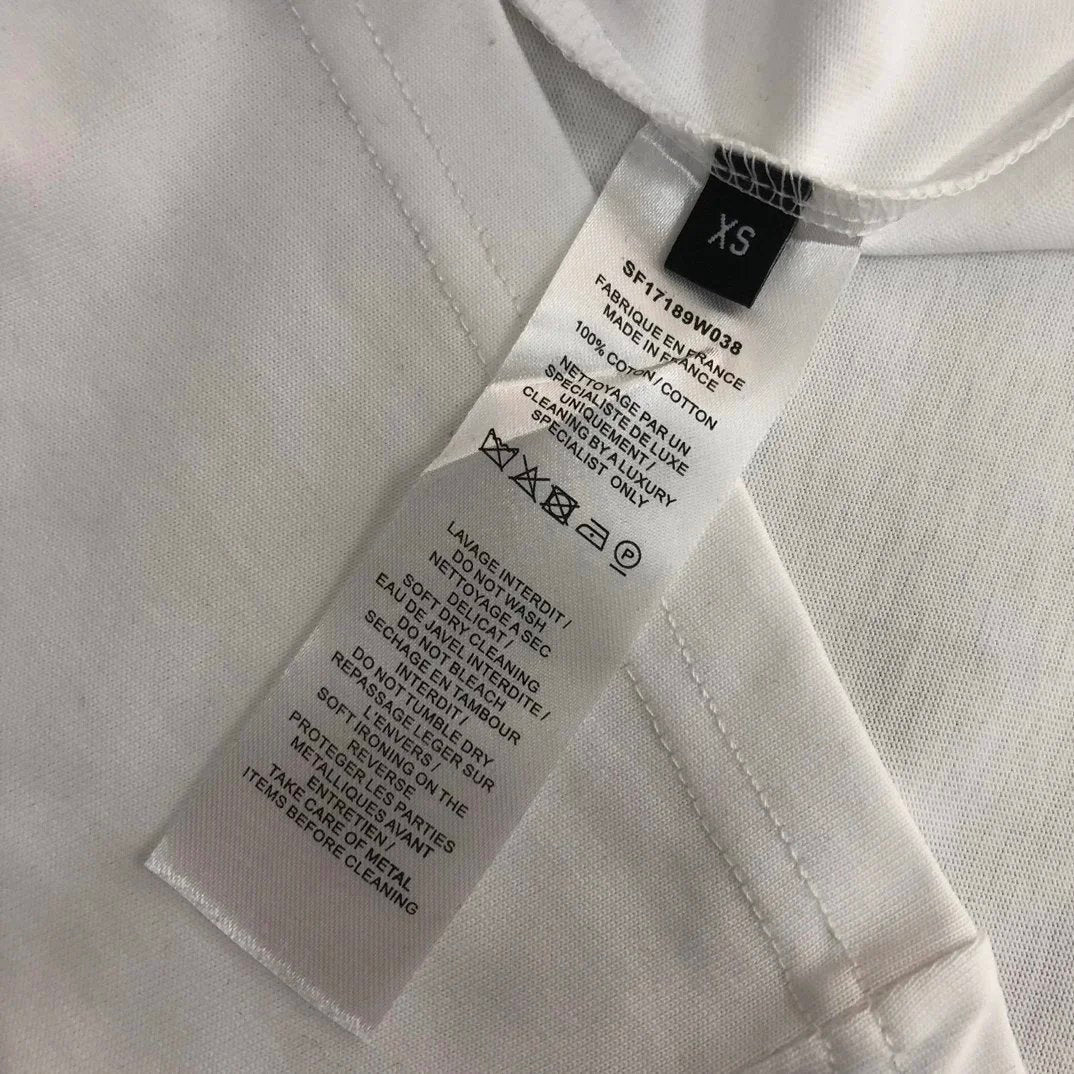 XS
SF17189W038
FABRIQUE EN FRANCE
MADE IN FRANCE
100% COTON / COTTON
NETTOYAGE PAR UN
SPECIALISTE DE LUXE
UNIQUEMENT /
CLEANING BY A LUXURY
SPECIALIST ONLY
P
LAVAGE INTERDIT /
DO NOT WASH
NETTOYAGE A SEC
DELICAT /
SOFT DRY CLEANING
EAU DE JAVEL INTERDITE /
DO NOT BLEACH
SECHAGE EN TAMBOUR
INTERDIT /
DO NOT TUMBLE DRY
REPASSAGE LEGER SUR
L'ENVERS /
SOFT IRONING ON THE
REVERSE
PROTEGER LES PARTIES
METALLIQUES AVANT
ENTRETIEN /
TAKE CARE OF METAL
ITEMS BEFORE CLEANING